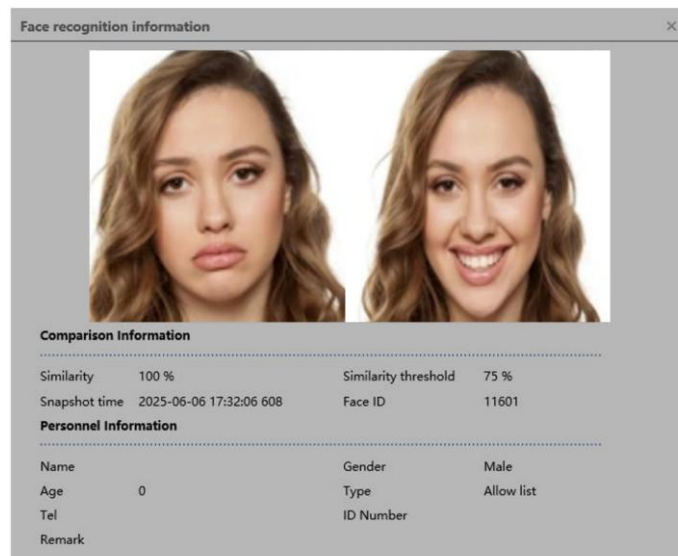 Face recognition information ×
Comparison Information
Similarity 100 % Similarity threshold 75 %
Snapshot time 2025-06-06 17:32:06 608 Face ID 11601
Personnel Information
Name Gender Male
Age 0 Type Allow list
Tel ID Number
Remark